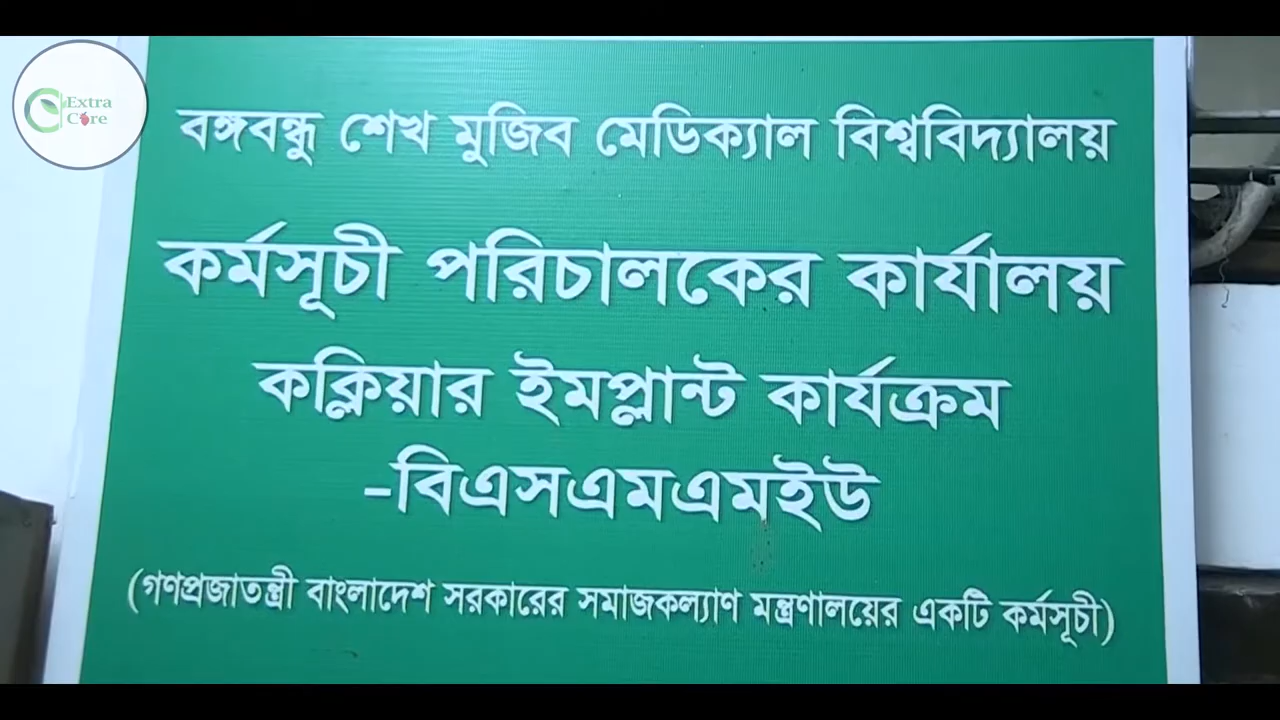 Extra
Care
বঙ্গবন্ধু শেখ মুজিব মেডিক্যাল বিশ্ববিদ্যালয়
কর্মসূচী পরিচালকের কার্যালয়
কক্লিয়ার ইমপ্লান্ট কার্যক্রম
-বিএসএমএমইউ
(গণপ্রজাতন্ত্রী বাংলাদেশ সরকারের সমাজকল্যাণ মন্ত্রণালয়ের একটি কর্মসূচী)